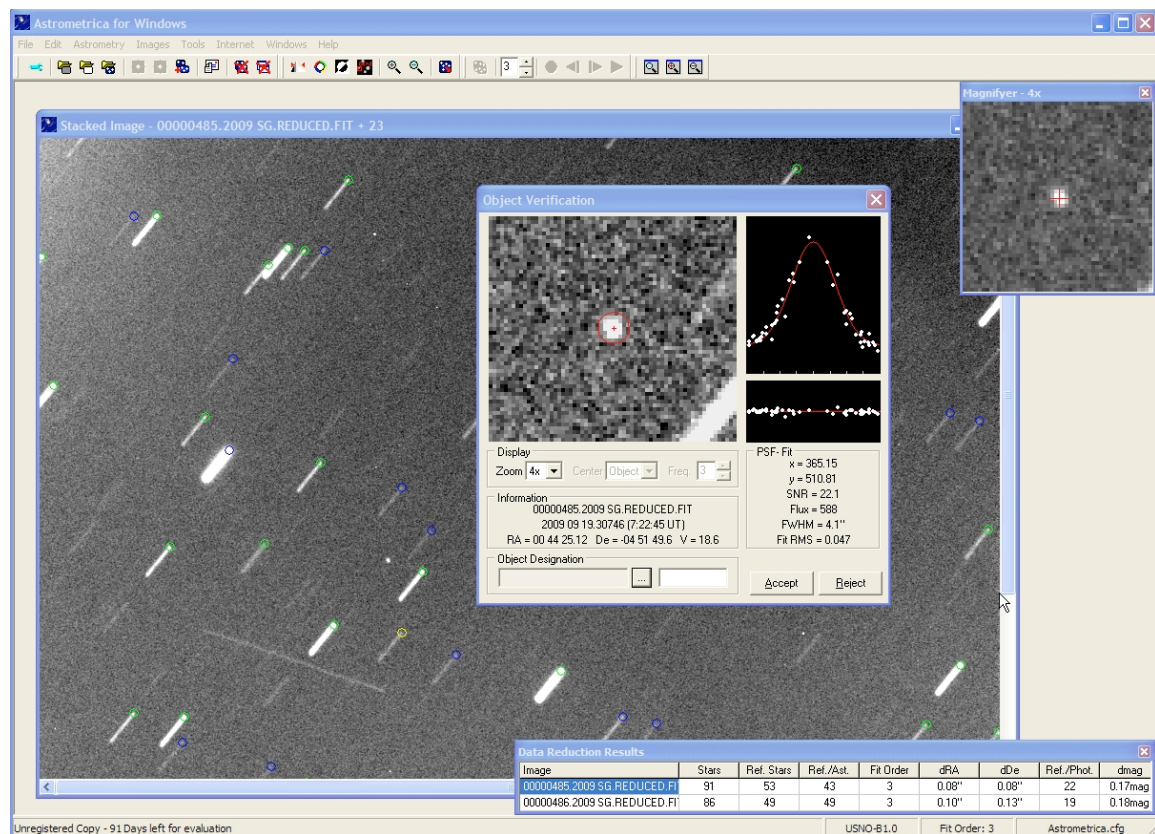 Astrometrica for Windows
File Edit Astrometry Images Tools Internet Windows Help
3
Stacked Image - 00000485.2009 SG.REDUCED.FIT + 23
Magnifyer - 4x
Object Verification
Display
Zoom 4x Center Object Freq. 3
Information
00000485.2009 SG.REDUCED.FIT
2009 09 19.30746 (7:22:45 UT)
RA = 00 44 25.12 De = -04 51 49.6 V = 18.6
Object Designation
...
PSF- Fit
x = 365.15
y = 510.81
SNR = 22.1
Flux = 588
FWHM = 4.1"
Fit RMS = 0.047
Accept Reject
Data Reduction Results
Image Stars Ref. Stars Ref./Ast. Fit Order dRA dDe Ref./Phot. dmag
00000485.2009 SG.REDUCED.FI 91 53 43 3 0.08" 0.08" 22 0.17mag
00000486.2009 SG.REDUCED.FI 86 49 49 3 0.10" 0.13" 19 0.18mag
Unregistered Copy - 91 Days left for evaluation USNO-B1.0 Fit Order: 3 Astrometrica.cfg